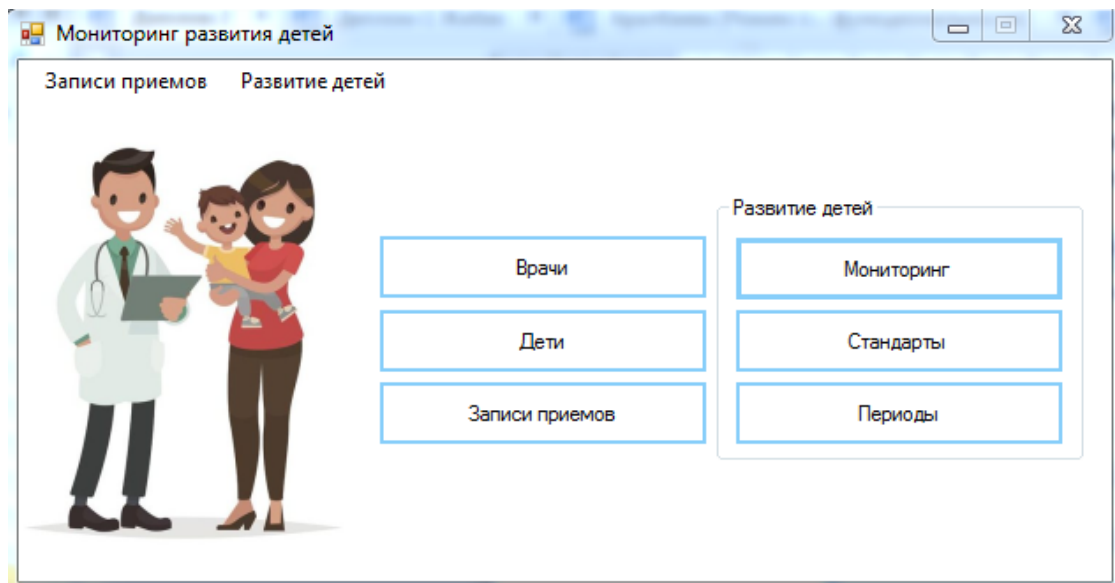 Мониторинг развития детей
Записи приемов Развитие детей
Развитие детей
Врачи
Мониторинг
Дети
Стандарты
Записи приемов
Периоды